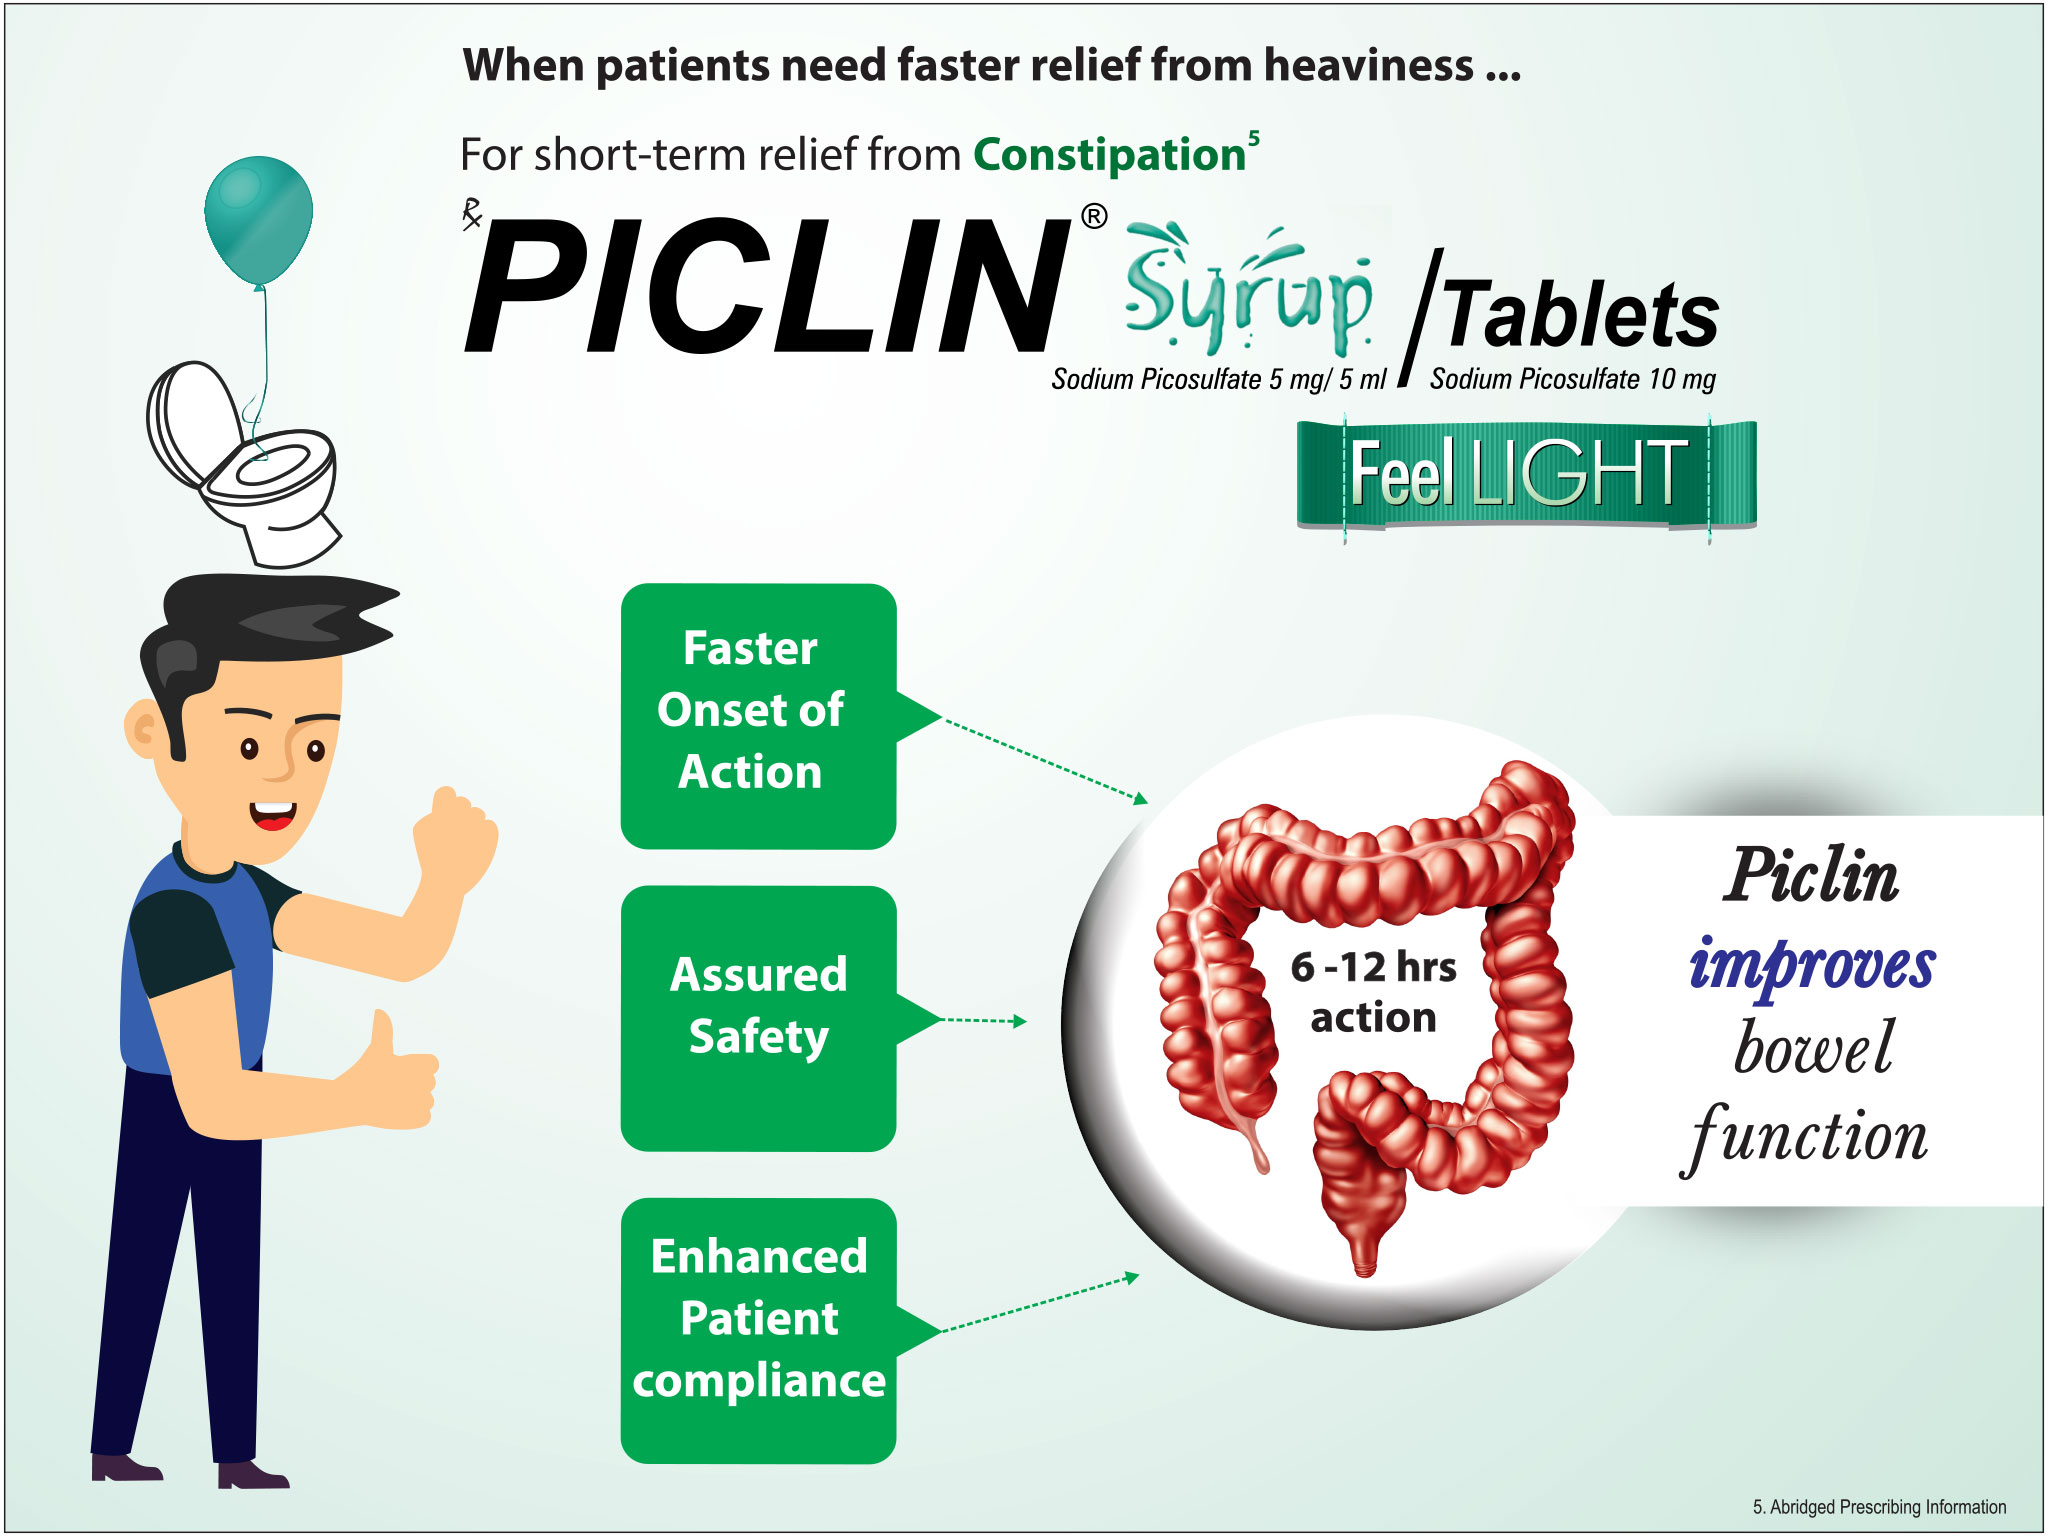 When patients need faster relief from heaviness ...
For short-term relief from Constipation⁵
℞ PICLIN® Syrup / Tablets
Sodium Picosulfate 5 mg/ 5 ml Sodium Picosulfate 10 mg
Feel LIGHT
Faster
Onset of
Action
Assured
Safety
Enhanced
Patient
compliance
6 -12 hrs
action
Piclin
improves
bowel
function
5. Abridged Prescribing Information